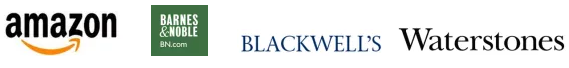 amazon
BARNES
&NOBLE
BN.com
BLACKWELL'S
Waterstones